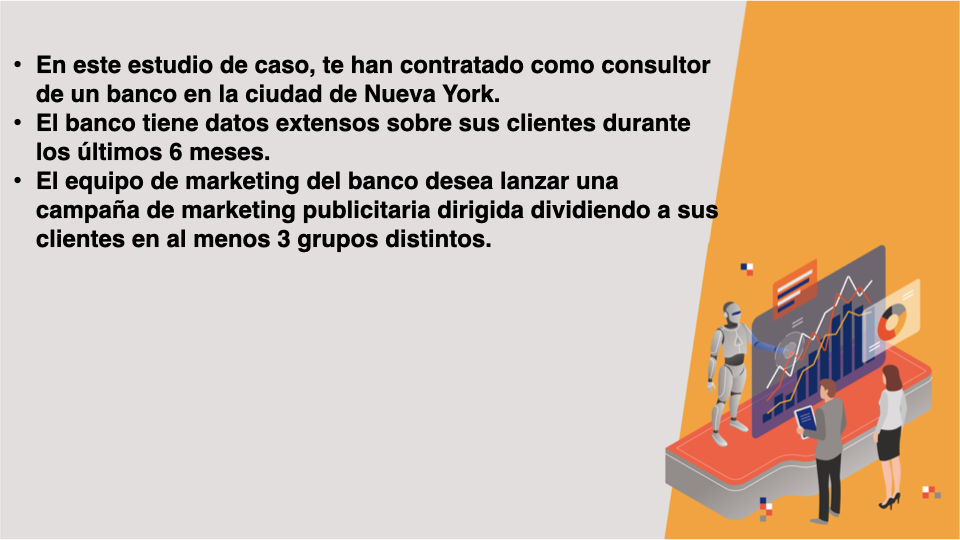 • En este estudio de caso, te han contratado como consultor
de un banco en la ciudad de Nueva York.
• El banco tiene datos extensos sobre sus clientes durante
los últimos 6 meses.
• El equipo de marketing del banco desea lanzar una
campaña de marketing publicitaria dirigida dividiendo a sus
clientes en al menos 3 grupos distintos.